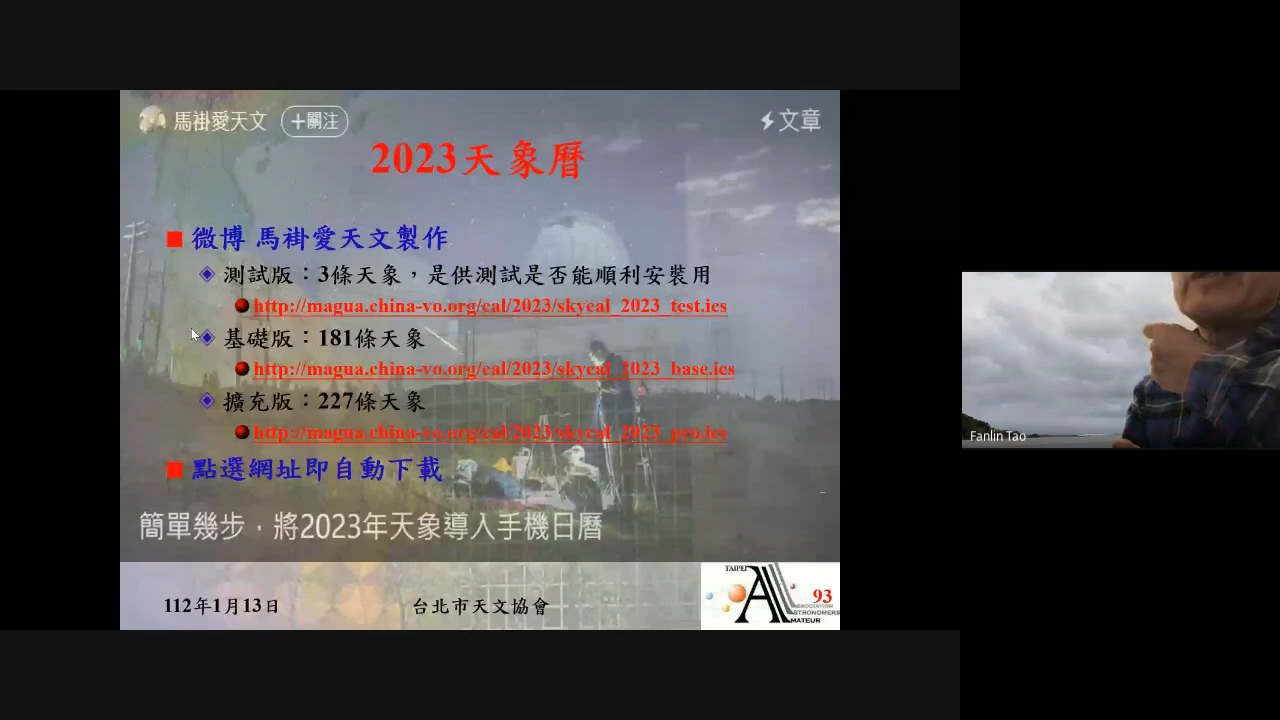 馬褂愛天文
+關注
文章
2023天象曆
微博 馬褂愛天文製作
測試版：3條天象，是供測試是否能順利安裝用
http://magua.china-vo.org/cal/2023/skycal_2023_test.ics
基礎版：181條天象
http://magua.china-vo.org/cal/2023/skycal_2023_base.ics
擴充版：227條天象
http://magua.china-vo.org/cal/2023/skycal_2023_pro.ics
點選網址即自動下載
簡單幾步，將2023年天象導入手機日曆
112年1月13日
台北市天文協會
TAIPEI
93
ASSOCIATION
ASTRONOMERS
AMATEUR
Fanlin Tao